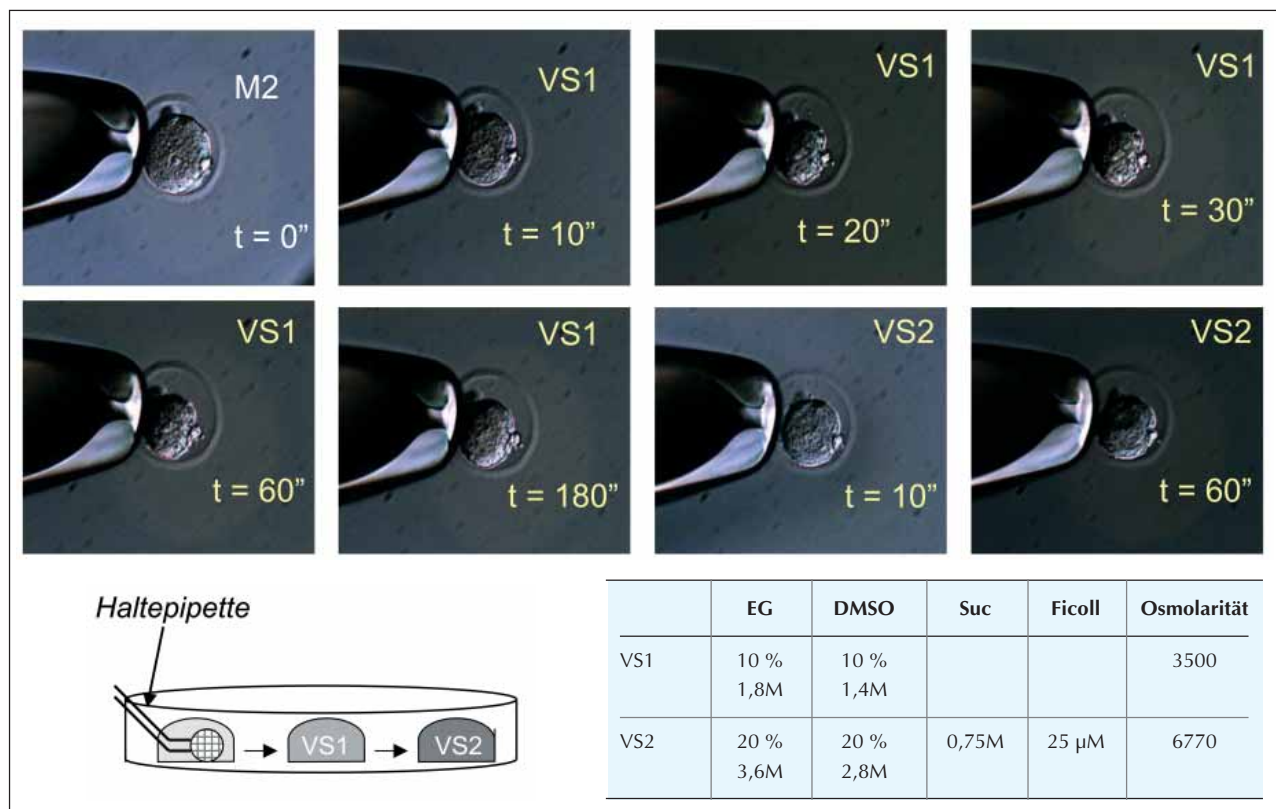 M2
t = 0”
VS1
t = 10”
VS1
t = 20”
VS1
t = 30”
VS1
t = 60”
VS1
t = 180”
VS2
t = 10”
VS2
t = 60”
Haltepipette
VS1
VS2
EG DMSO Suc Ficoll Osmolarität
VS1 10 % 10 % 3500
1,8M 1,4M
VS2 20 % 20 % 0,75M 25 µM 6770
3,6M 2,8M